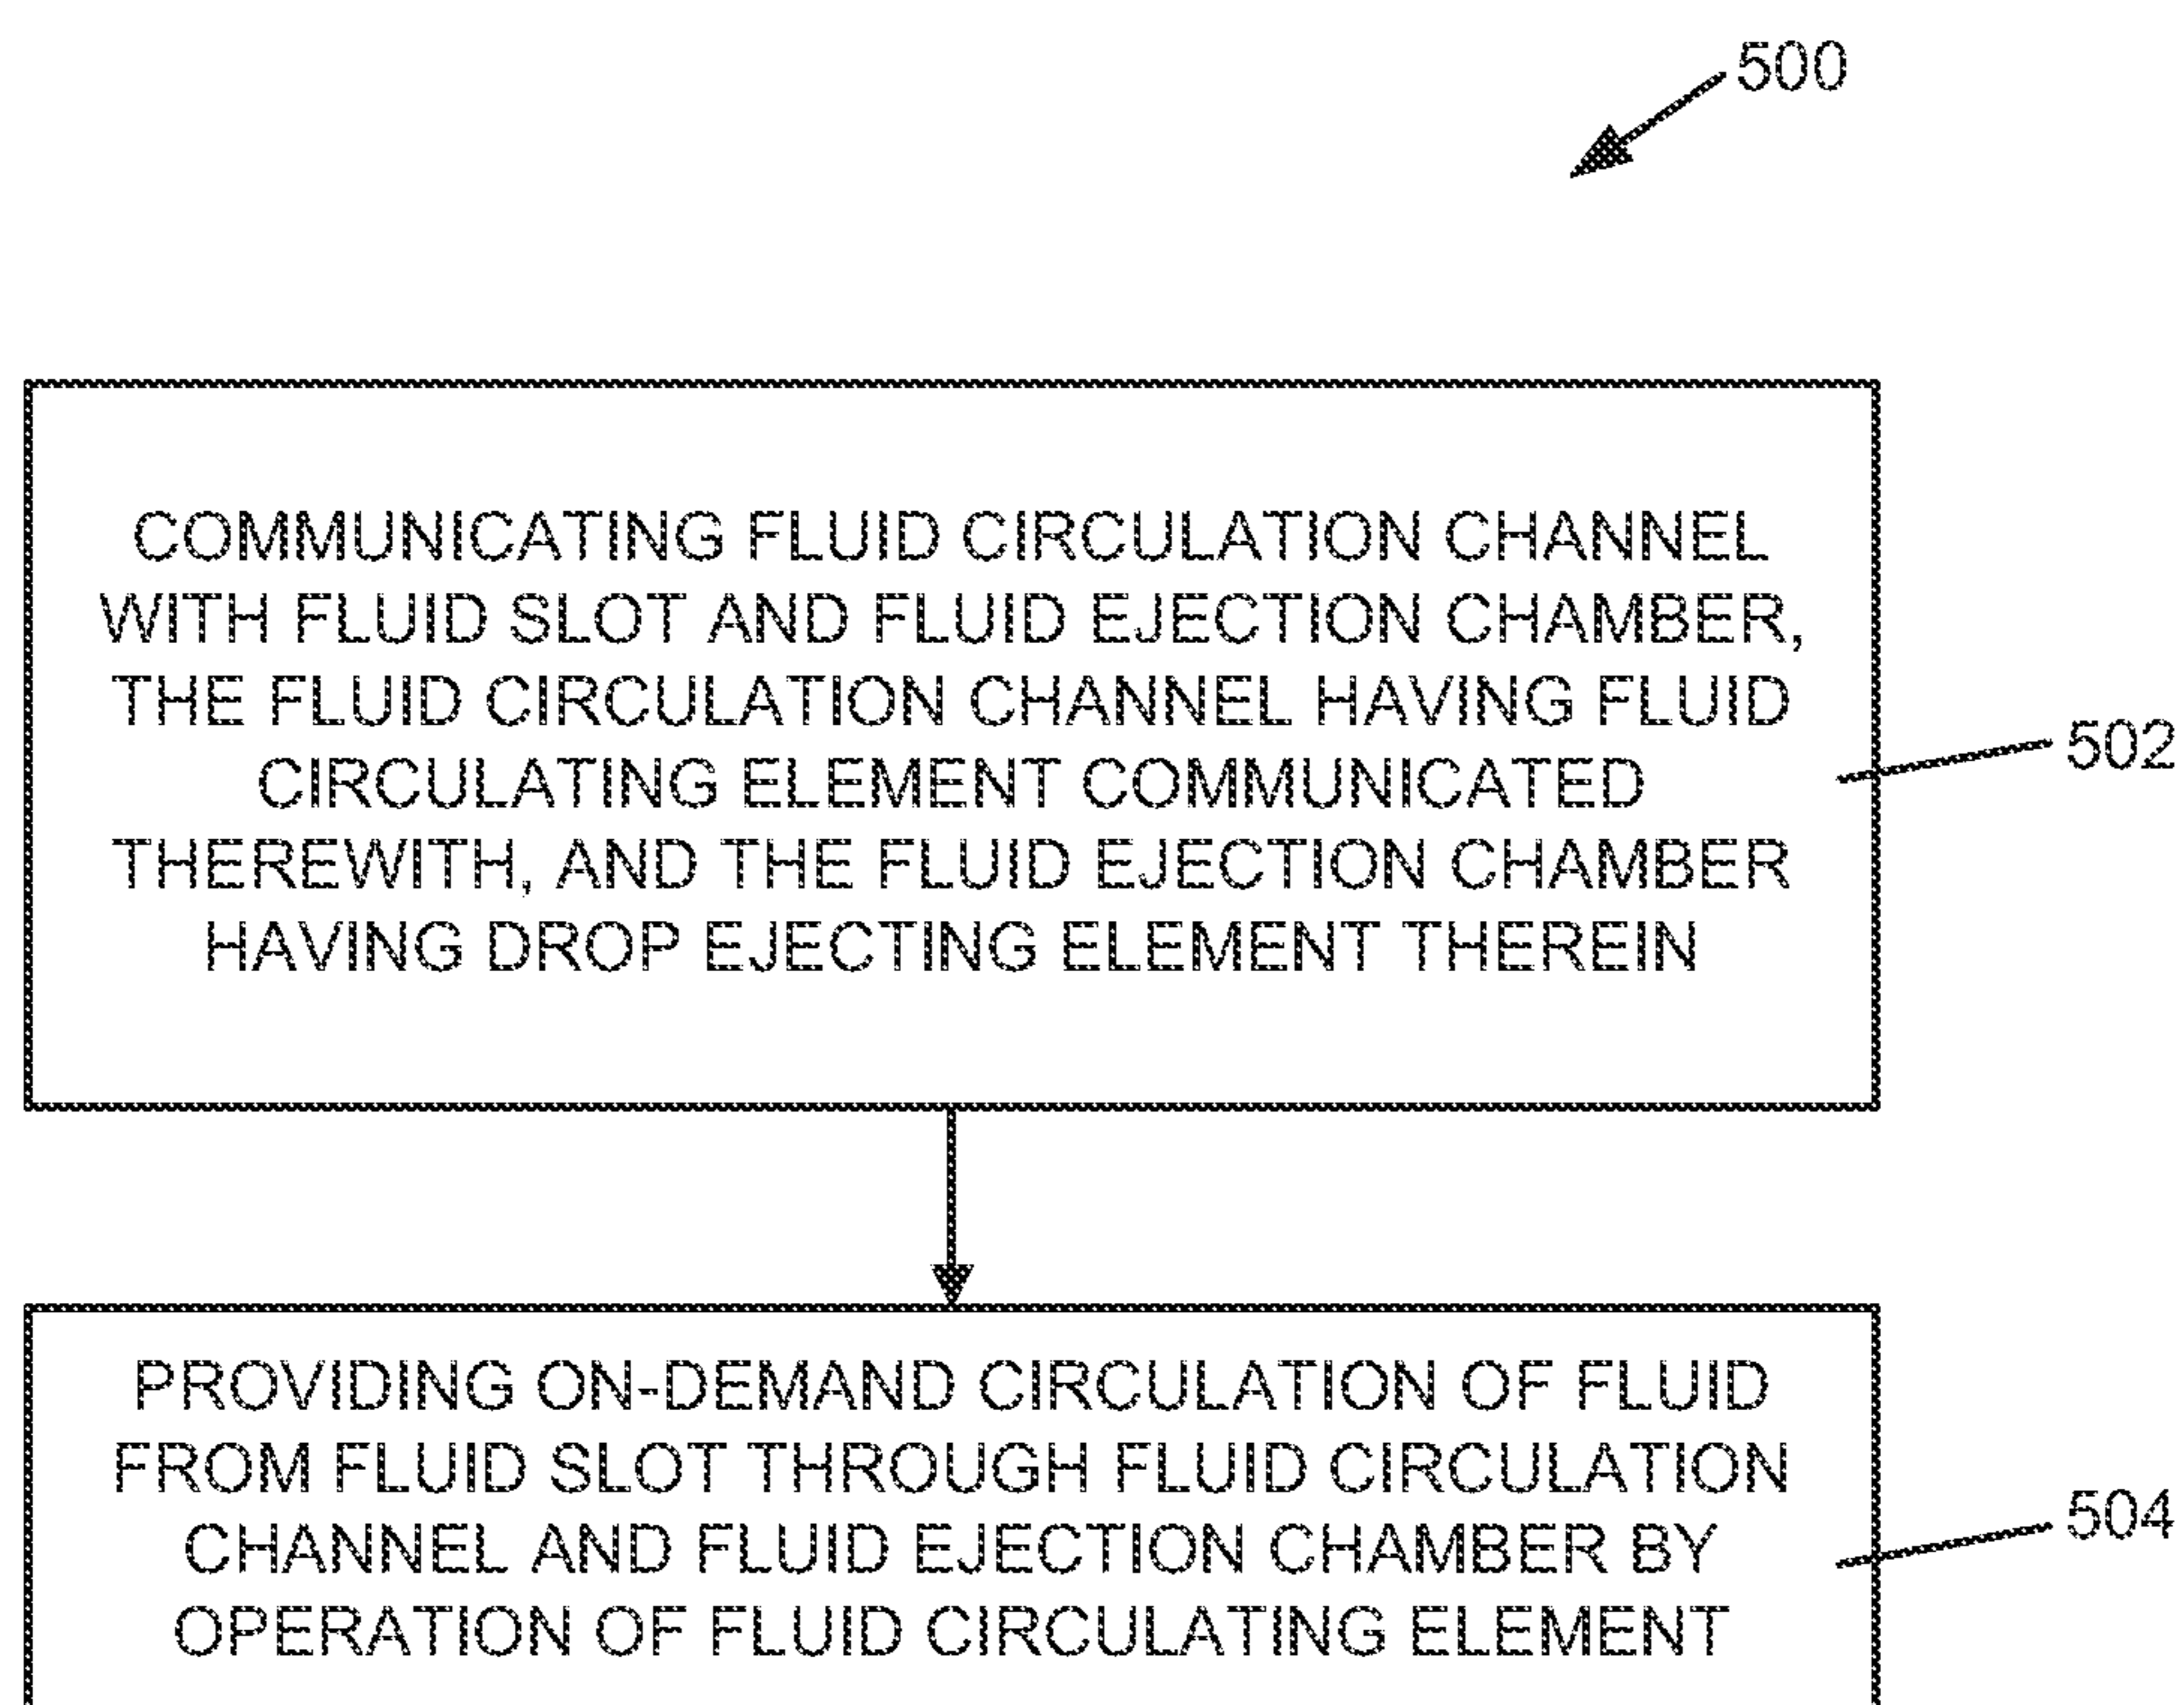 500
COMMUNICATING FLUID CIRCULATION CHANNEL
WITH FLUID SLOT AND FLUID EJECTION CHAMBER,
THE FLUID CIRCULATION CHANNEL HAVING FLUID
CIRCULATING ELEMENT COMMUNICATED
THEREWITH, AND THE FLUID EJECTION CHAMBER
HAVING DROP EJECTING ELEMENT THEREIN
502
PROVIDING ON-DEMAND CIRCULATION OF FLUID
FROM FLUID SLOT THROUGH FLUID CIRCULATION
CHANNEL AND FLUID EJECTION CHAMBER BY
OPERATION OF FLUID CIRCULATING ELEMENT
504